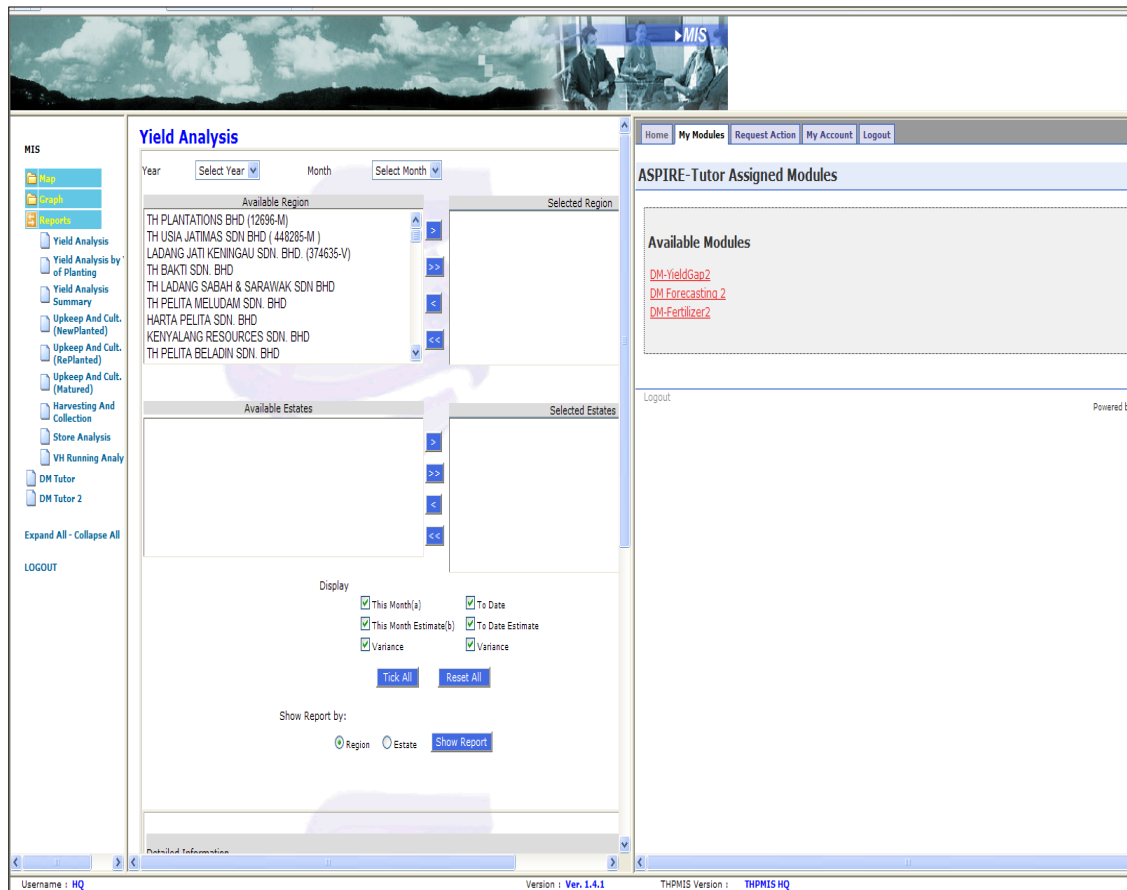 MIS
MIS
Map
Graph
Reports
Yield Analysis
Yield Analysis by
of Planting
Yield Analysis
Summary
Upkeep And Cult.
(NewPlanted)
Upkeep And Cult.
(RePlanted)
Upkeep And Cult.
(Matured)
Harvesting And
Collection
Store Analysis
VH Running Analy
DM Tutor
DM Tutor 2
Expand All - Collapse All
LOGOUT
Yield Analysis
Year Select Year Month Select Month
Available Region Selected Region
TH PLANTATIONS BHD (12696-M)
TH USIA JATIMAS SDN BHD ( 448285-M )
LADANG JATI KENINGAU SDN. BHD. (374635-V)
TH BAKTI SDN. BHD
TH LADANG SABAH & SARAWAK SDN BHD
TH PELITA MELUDAM SDN. BHD
HARTA PELITA SDN. BHD
KENYALANG RESOURCES SDN. BHD
TH PELITA BELADIN SDN. BHD
>
>>
<
<<
Available Estates Selected Estates
>
>>
<
<<
Display
This Month(a) To Date
This Month Estimate(b) To Date Estimate
Variance Variance
Tick All Reset All
Show Report by:
Region Estate Show Report
Detailed Information
Home My Modules Request Action My Account Logout
ASPIRE-Tutor Assigned Modules
Available Modules
DM-YieldGap2
DM Forecasting 2
DM-Fertilizer2
Logout
Powered b
Username : HQ Version : Ver. 1.4.1 THPMIS Version : THPMIS HQ